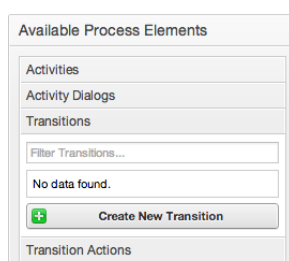 Available Process Elements
Activities
Activity Dialogs
Transitions
Filter Transitions...
No data found.
Create New Transition
Transition Actions